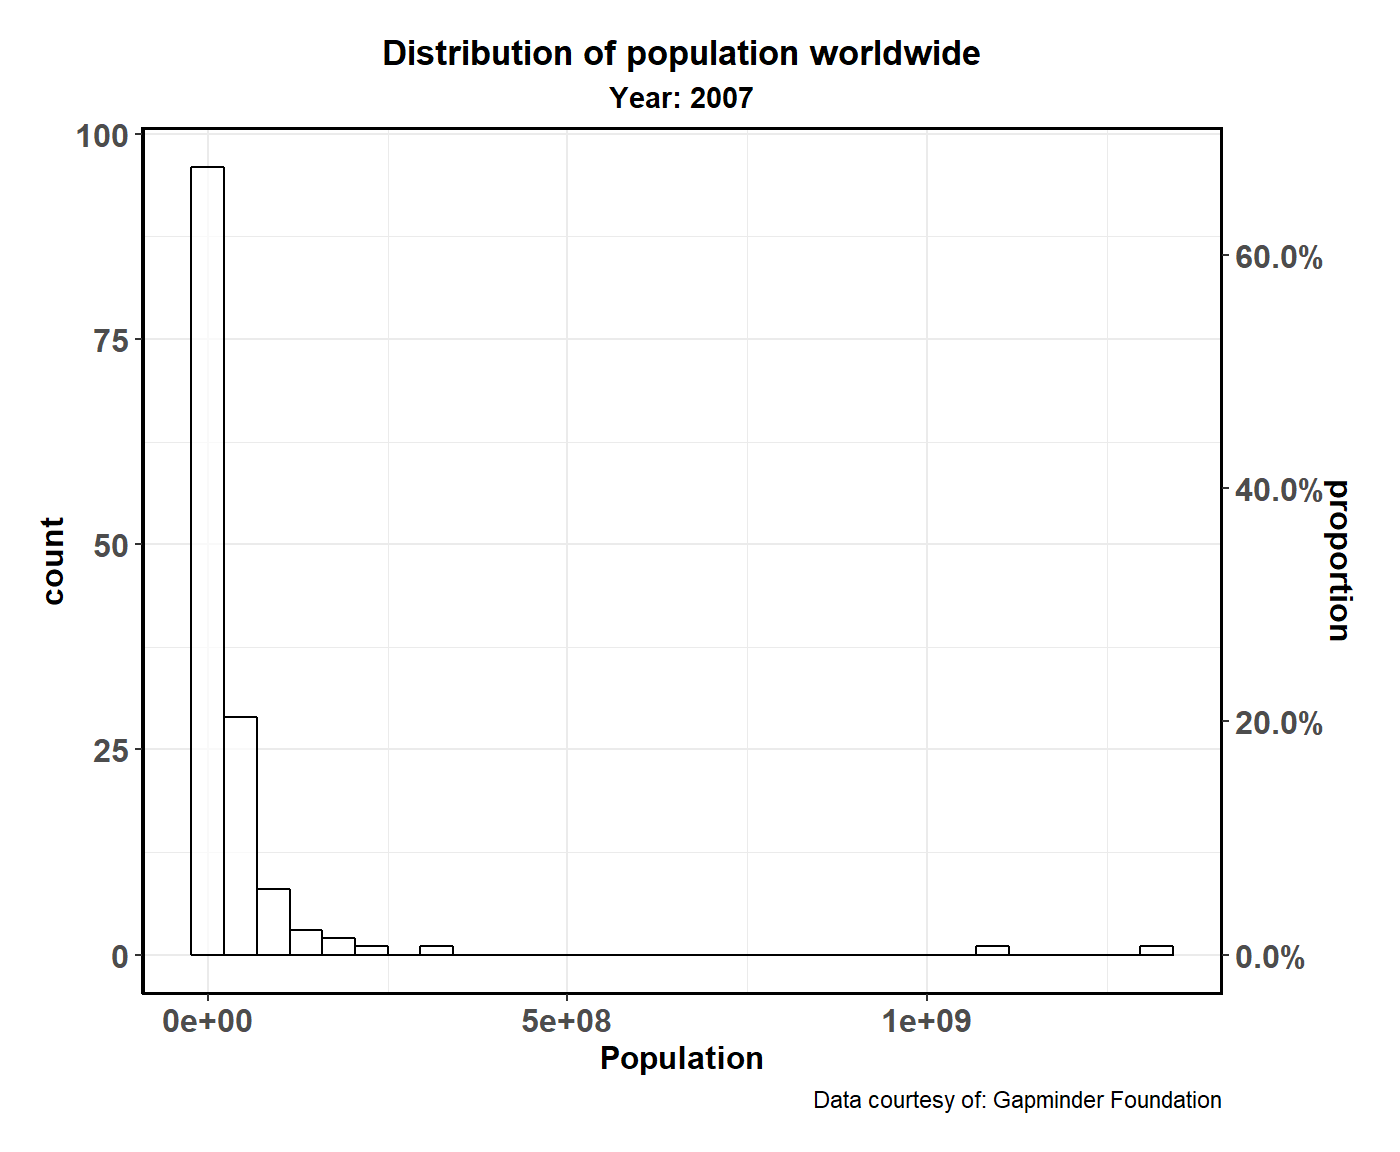 Distribution of population worldwide
Year: 2007
100
75
50
25
0
count
60.0%
40.0%
20.0%
0.0%
proportion
0e+00 5e+08 1e+09
Population
Data courtesy of: Gapminder Foundation